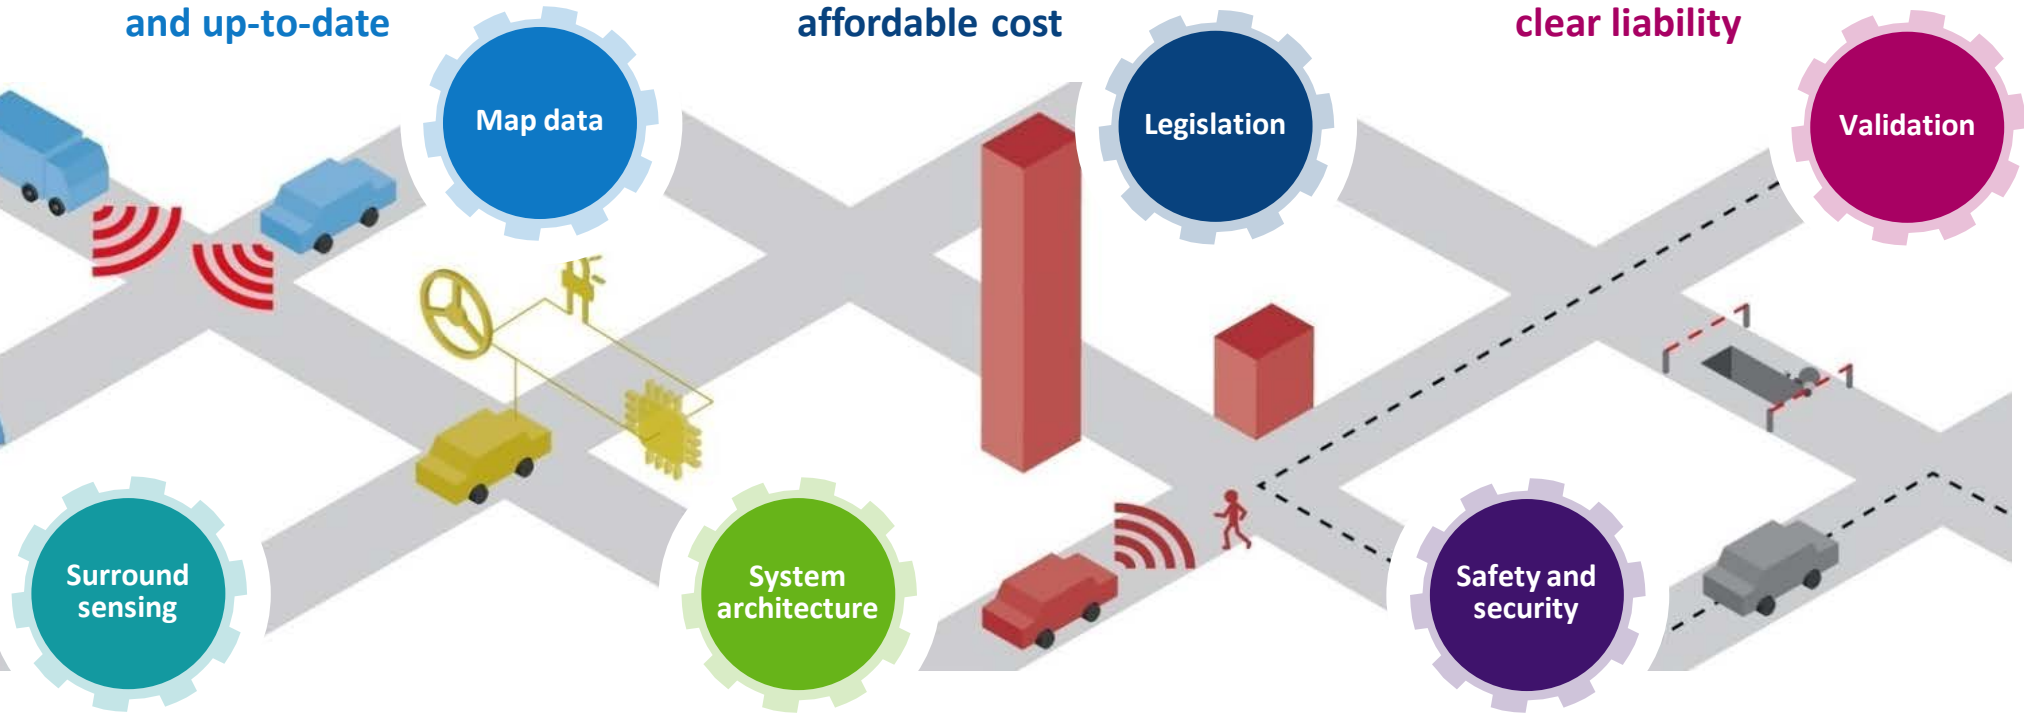 and up-to-date
affordable cost
clear liability
Map data
Legislation
Validation
Surround
sensing
System
architecture
Safety and
security